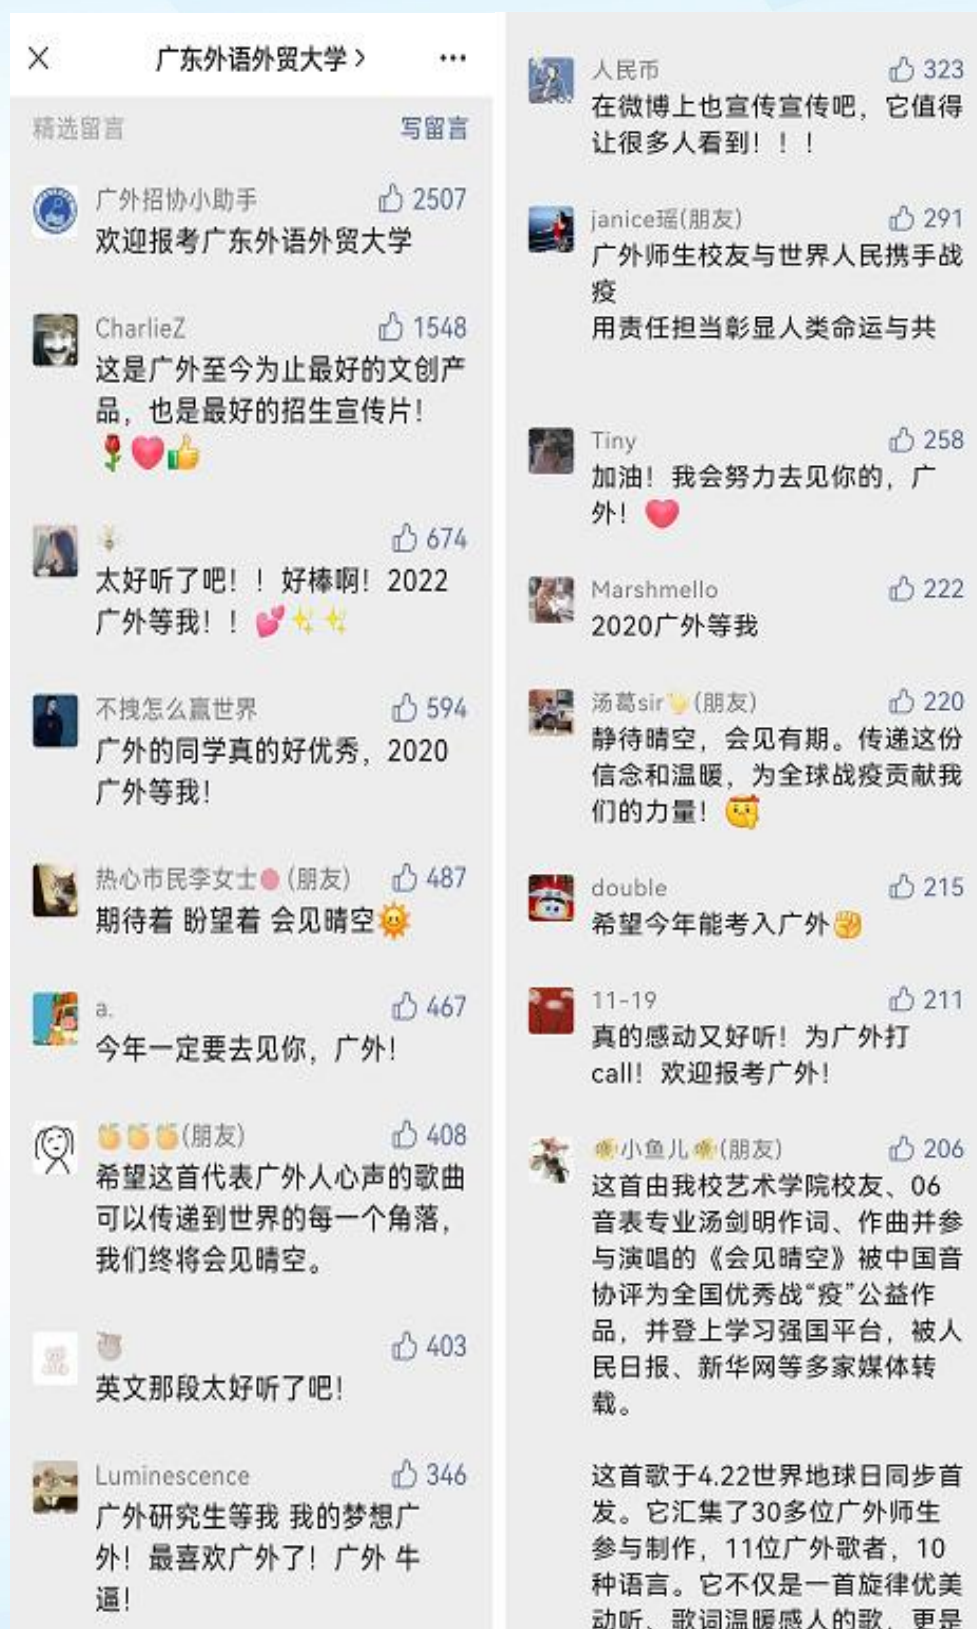 广东外语外贸大学
精选留言 写留言
广外招协小助手 2507
欢迎报考广东外语外贸大学
CharlieZ 1548
这是广外至今为止最好的文创产
品，也是最好的招生宣传片！
674
太好听了吧！！好棒啊！2022
广外等我！！
不拽怎么赢世界 594
广外的同学真的好优秀，2020
广外等我！
热心市民李女士(朋友) 487
期待着 盼望着 会见晴空
a. 467
今年一定要去见你，广外！
(朋友) 408
希望这首代表广外人心声的歌曲
可以传递到世界的每一个角落，
我们终将会见晴空。
403
英文那段太好听了吧！
Luminescence 346
广外研究生等我 我的梦想广
外！最喜欢广外了！广外 牛
逼！
人民币 323
在微博上也宣传宣传吧，它值得
让很多人看到！！！
janice瑶(朋友) 291
广外师生校友与世界人民携手战
疫
用责任担当彰显人类命运与共
Tiny 258
加油！我会努力去见你的，广
外！
Marshmello 222
2020广外等我
汤葛sir(朋友) 220
静待晴空，会见有期。传递这份
信念和温暖，为全球战疫贡献我
们的力量！
double 215
希望今年能考入广外
11-19 211
真的感动又好听！为广外打
call！欢迎报考广外！
小鱼儿(朋友) 206
这首由我校艺术学院校友、06
音表专业汤剑明作词、作曲并参
与演唱的《会见晴空》被中国音
协评为全国优秀战“疫”公益作
品，并登上学习强国平台，被人
民日报、新华网等多家媒体转
载。
这首歌于4.22世界地球日同步首
发。它汇集了30多位广外师生
参与制作，11位广外歌者，10
种语言。它不仅是一首旋律优美
动听、歌词温暖感人的歌，更是